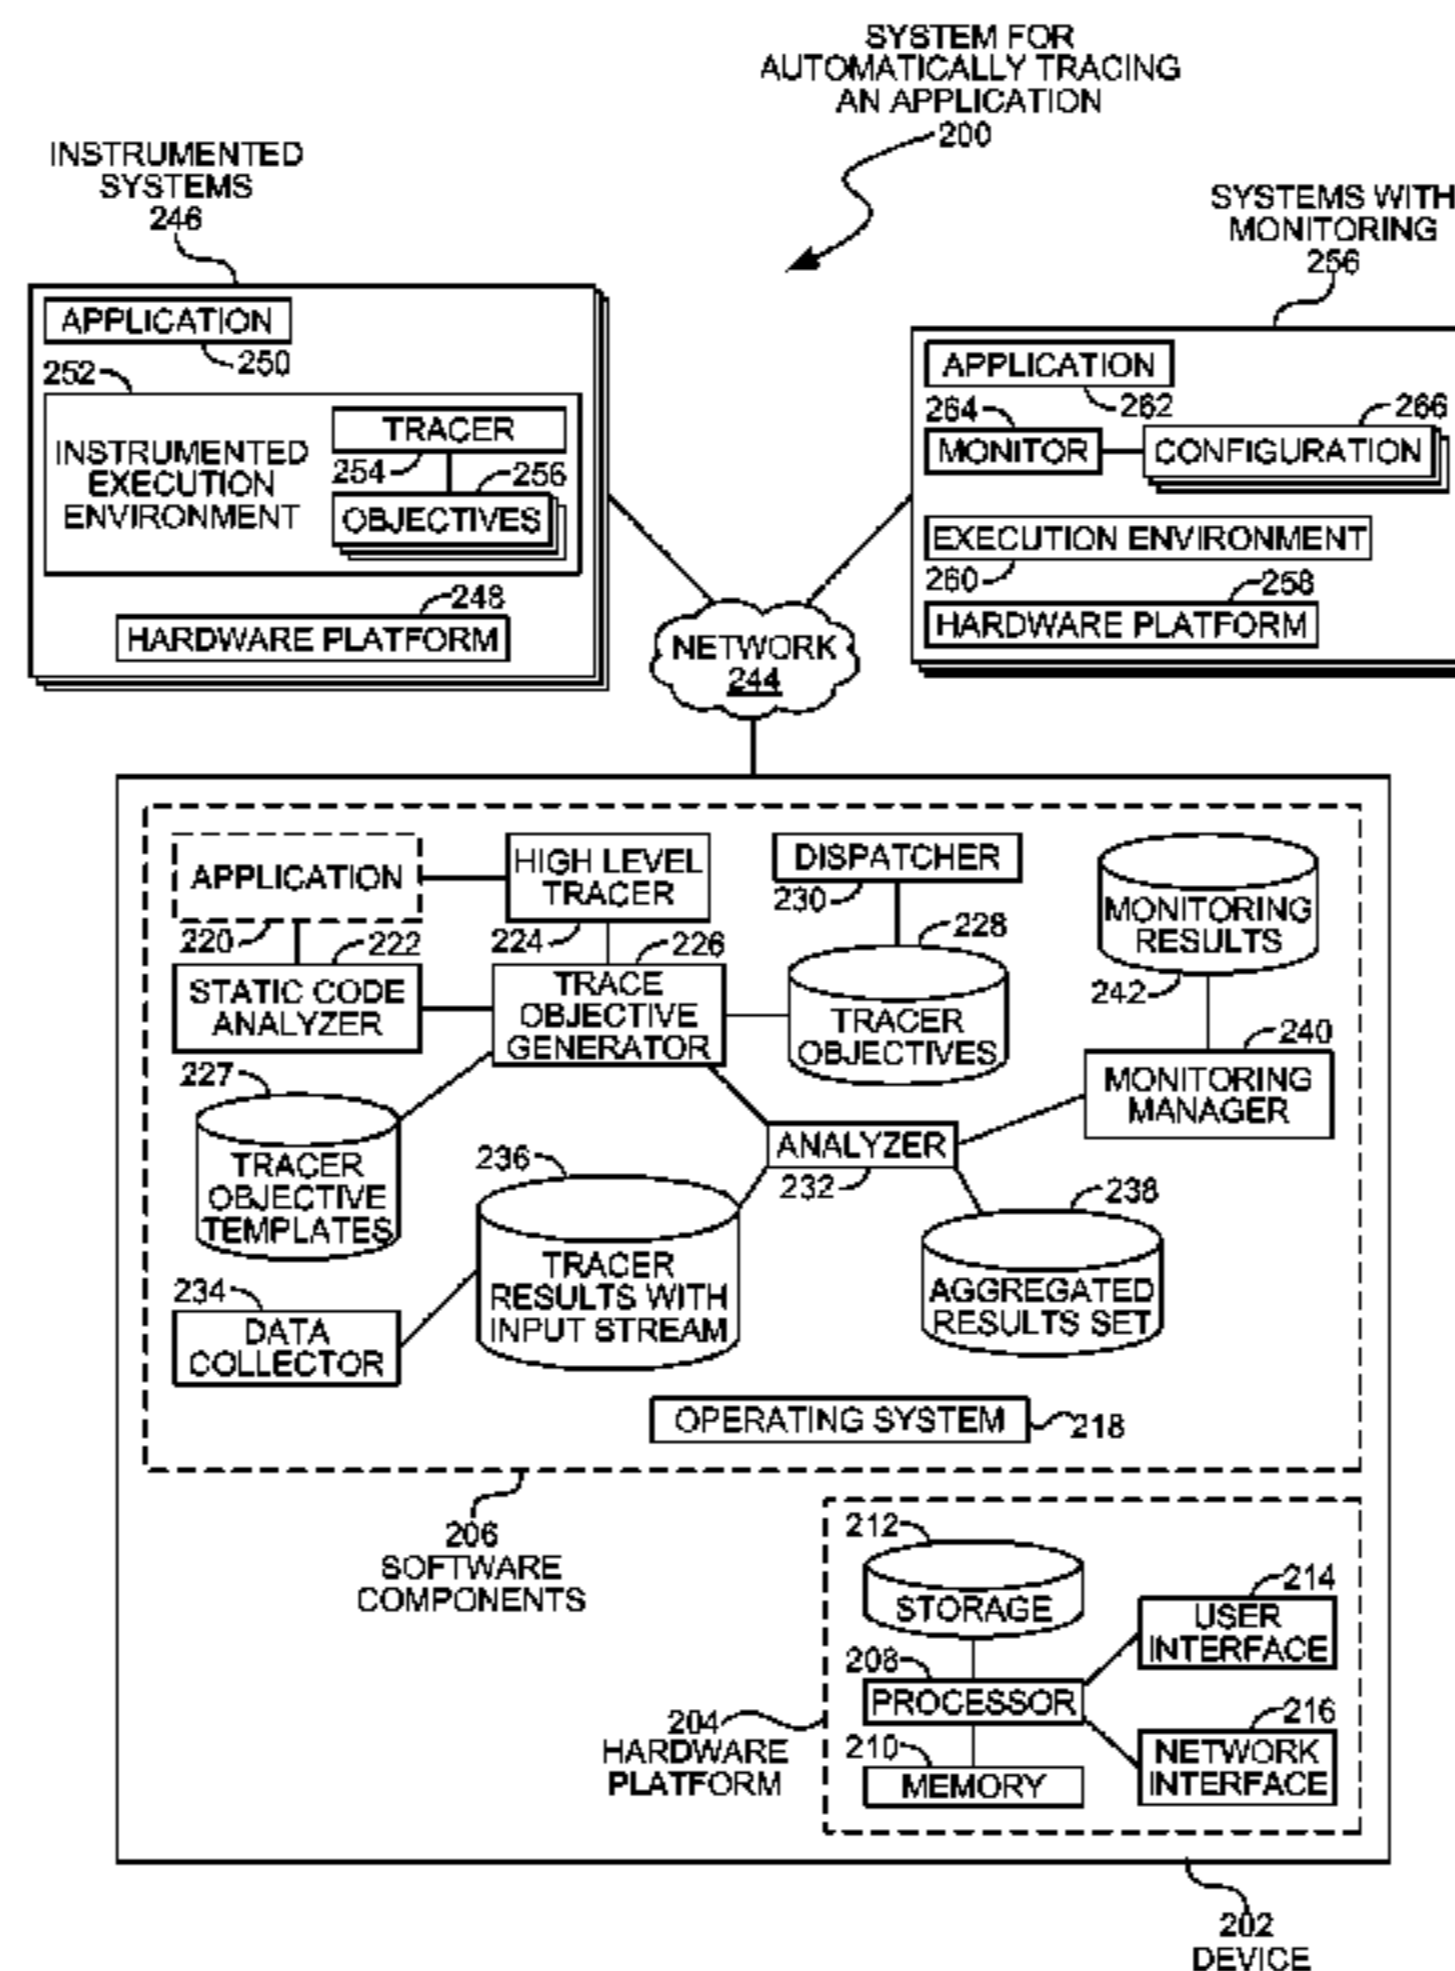 SYSTEM FOR
AUTOMATICALLY TRACING
AN APPLICATION
200
INSTRUMENTED
SYSTEMS
246
SYSTEMS WITH
MONITORING
256
APPLICATION
250
252
INSTRUMENTED
EXECUTION
ENVIRONMENT
TRACER
254
256
OBJECTIVES
248
HARDWARE PLATFORM
APPLICATION
262
264
266
MONITOR
CONFIGURATION
EXECUTION ENVIRONMENT
260
258
HARDWARE PLATFORM
NETWORK
244
APPLICATION
220
HIGH LEVEL
TRACER
224
DISPATCHER
230
MONITORING
RESULTS
242
222
STATIC CODE
ANALYZER
226
TRACE
OBJECTIVE
GENERATOR
228
TRACER
OBJECTIVES
240
MONITORING
MANAGER
227
TRACER
OBJECTIVE
TEMPLATES
ANALYZER
232
236
TRACER
RESULTS WITH
INPUT STREAM
238
AGGREGATED
RESULTS SET
234
DATA
COLLECTOR
OPERATING SYSTEM
218
206
SOFTWARE
COMPONENTS
212
STORAGE
214
USER
INTERFACE
208
PROCESSOR
204
HARDWARE
PLATFORM
216
NETWORK
INTERFACE
210
MEMORY
202
DEVICE